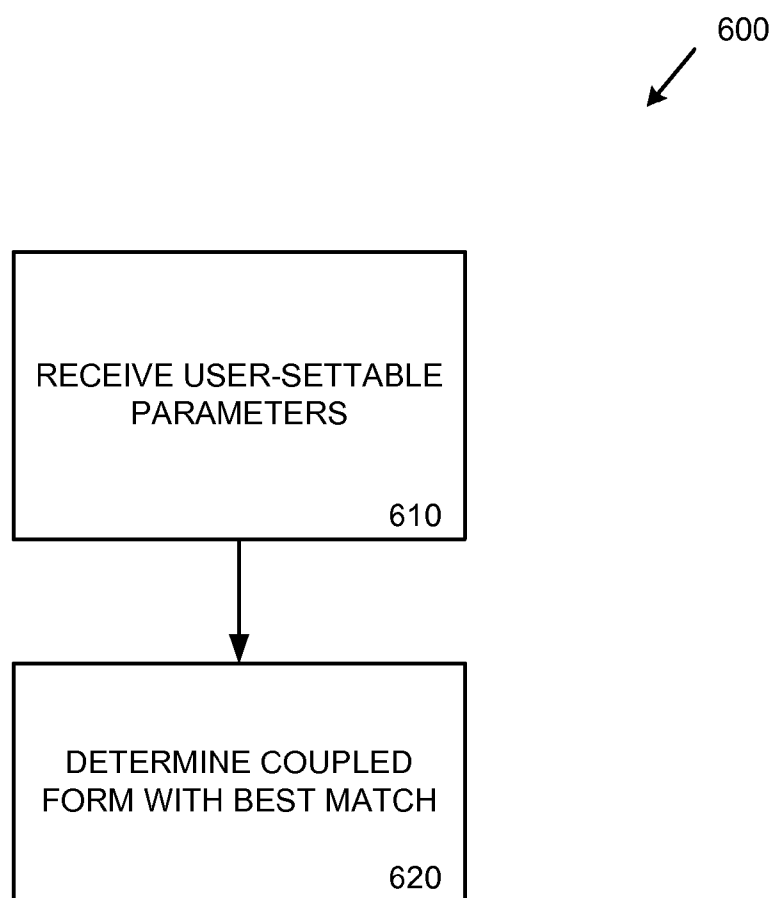 600
RECEIVE USER-SETTABLE
PARAMETERS
610
DETERMINE COUPLED
FORM WITH BEST MATCH
620